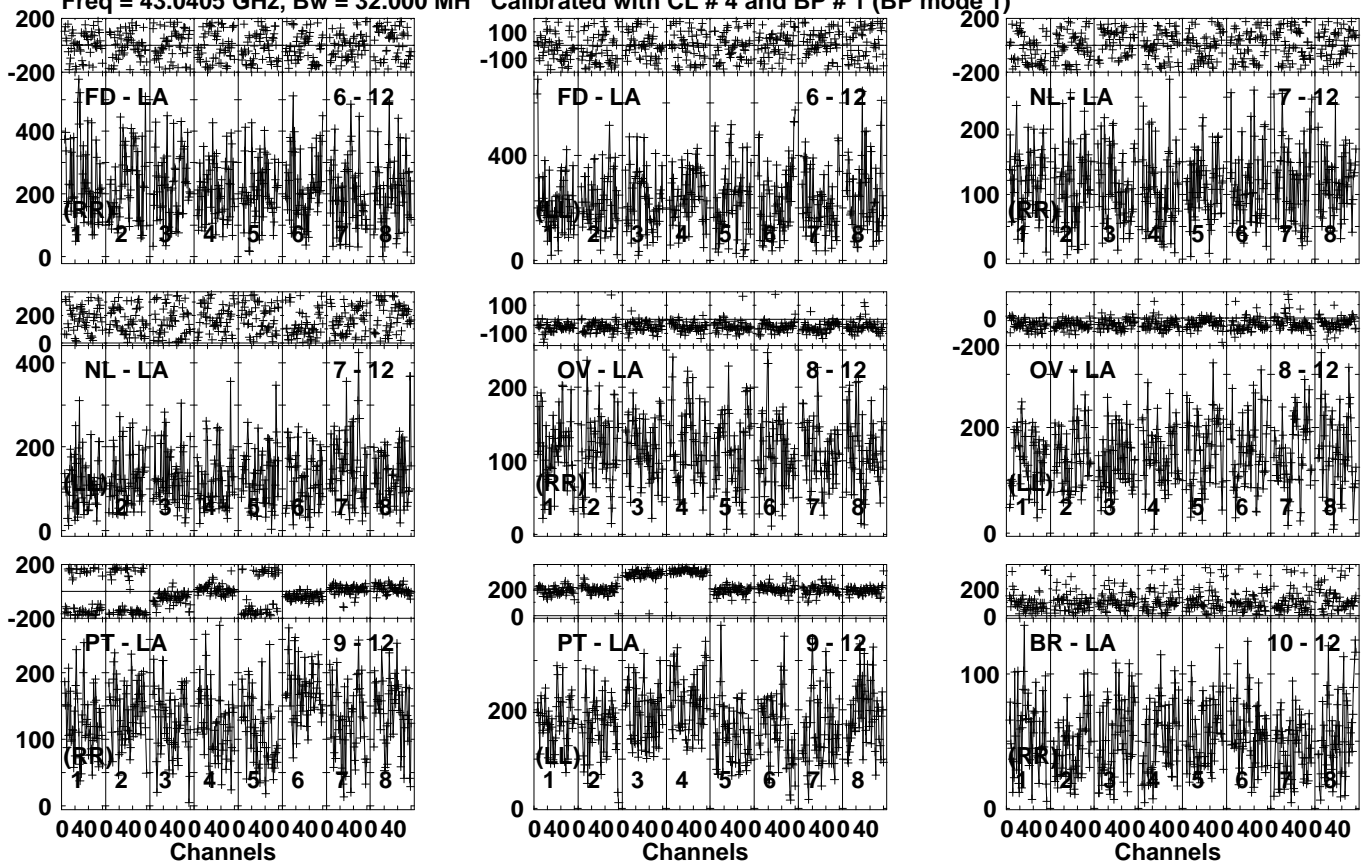 Freq = 43.0405 GHz, Bw = 32.000 MH Calibrated with CL # 4 and BP # 1 (BP mode 1)
200
-200
FD - LA 6 - 12
400
200
0
(RR)
1 2 3 4 5 6 7 8
100
-100
FD - LA 6 - 12
400
0
(LL)
1 2 3 4 5 6 7 8
200
-200
NL - LA 7 - 12
200
100
0
(RR)
1 2 3 4 5 6 7 8
200
0
NL - LA 7 - 12
400
200
0
(LL)
1 2 3 4 5 6 7 8
100
-100
OV - LA 8 - 12
200
100
0
(RR)
1 2 3 4 5 6 7 8
0
-200
OV - LA 8 - 12
200
0
(LL)
1 2 3 4 5 6 7 8
200
-200
PT - LA 9 - 12
200
100
0
(RR)
1 2 3 4 5 6 7 8
0 40 0 40 0 40 0 40 0 40 0 40 0 40 0 40
Channels
200
0
PT - LA 9 - 12
200
0
(LL)
1 2 3 4 5 6 7 8
0 40 0 40 0 40 0 40 0 40 0 40 0 40 0 40
Channels
200
0
BR - LA 10 - 12
100
0
(RR)
1 2 3 4 5 6 7 8
0 40 0 40 0 40 0 40 0 40 0 40 0 40 0 40
Channels